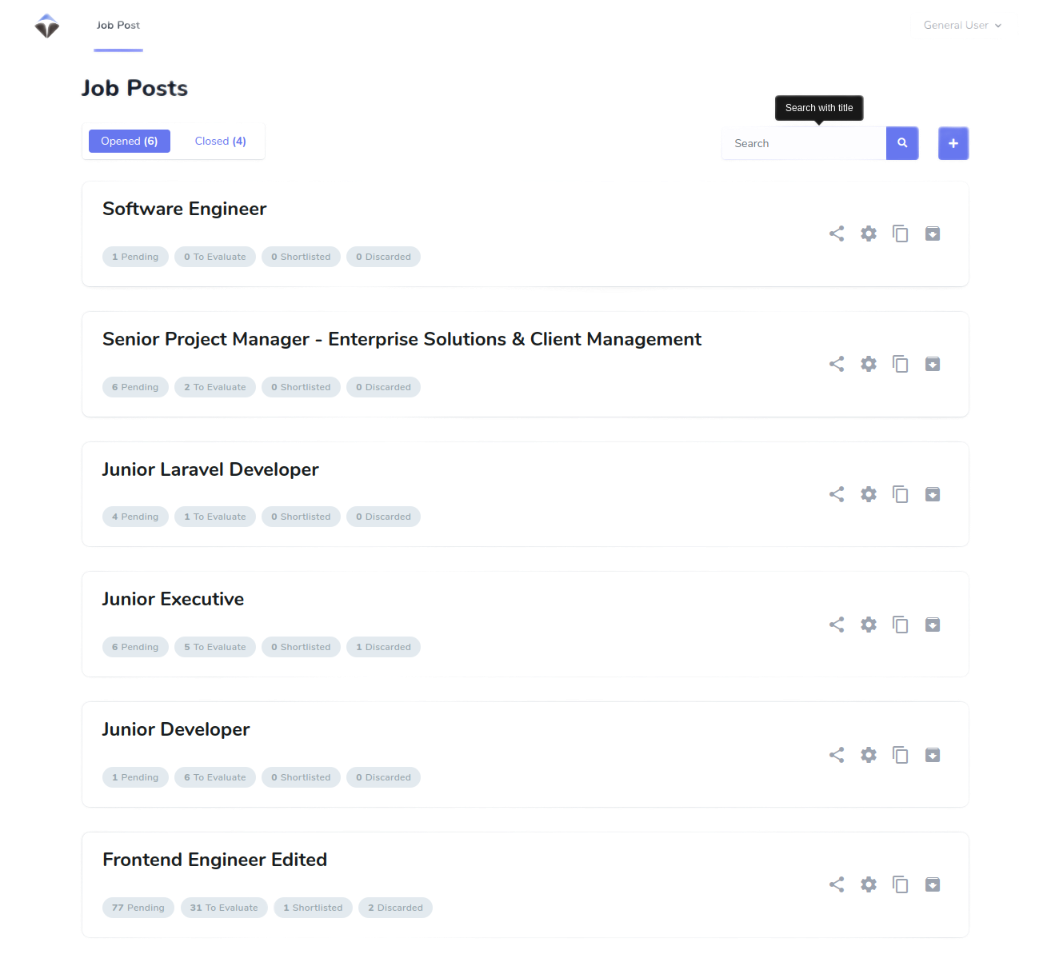 Job Post
General User
Job Posts
Search with title
Opened (6) Closed (4)
Search
Software Engineer
1 Pending 0 To Evaluate 0 Shortlisted 0 Discarded
Senior Project Manager - Enterprise Solutions & Client Management
6 Pending 2 To Evaluate 0 Shortlisted 0 Discarded
Junior Laravel Developer
4 Pending 1 To Evaluate 0 Shortlisted 0 Discarded
Junior Executive
6 Pending 5 To Evaluate 0 Shortlisted 1 Discarded
Junior Developer
1 Pending 6 To Evaluate 0 Shortlisted 0 Discarded
Frontend Engineer Edited
77 Pending 31 To Evaluate 1 Shortlisted 2 Discarded